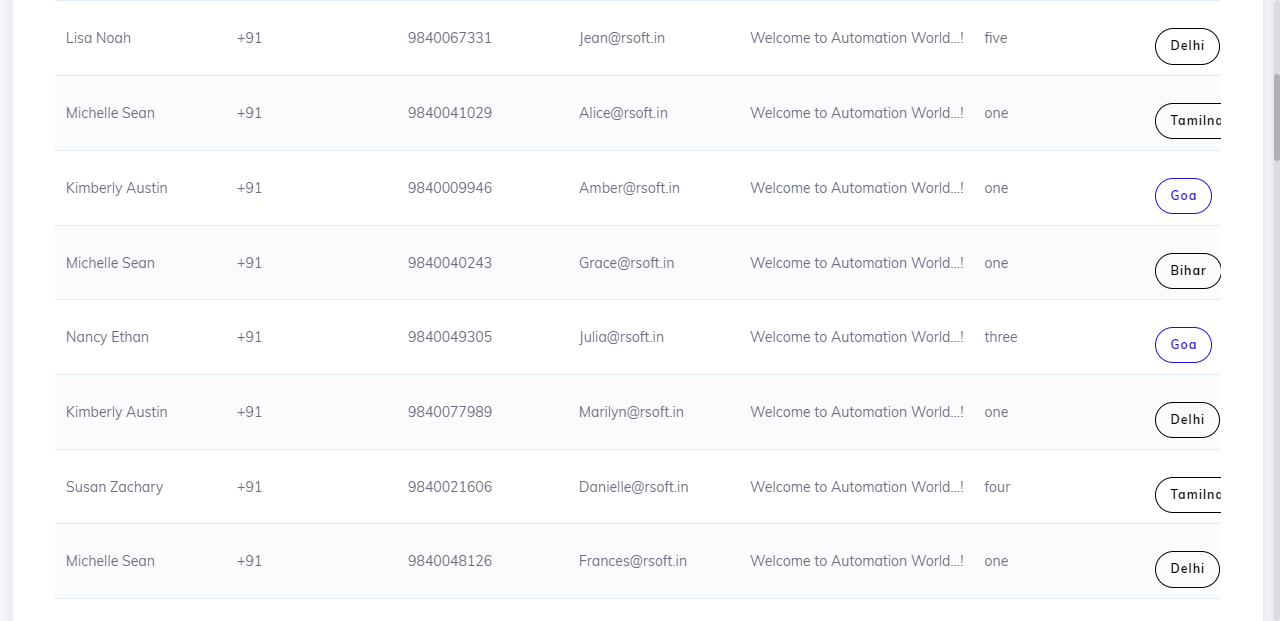 Lisa Noah +91 9840067331 Jean@rsoft.in Welcome to Automation World...! five Delhi
Michelle Sean +91 9840041029 Alice@rsoft.in Welcome to Automation World...! one
Kimberly Austin +91 9840009946 Amber@rsoft.in Welcome to Automation World...! one Goa
Michelle Sean +91 9840040243 Grace@rsoft.in Welcome to Automation World...! one Bihar
Nancy Ethan +91 9840049305 Julia@rsoft.in Welcome to Automation World...! three Goa
Kimberly Austin +91 9840077989 Marilyn@rsoft.in Welcome to Automation World...! one Delhi
Susan Zachary +91 9840021606 Danielle@rsoft.in Welcome to Automation World...! four
Michelle Sean +91 9840048126 Frances@rsoft.in Welcome to Automation World...! one Delhi